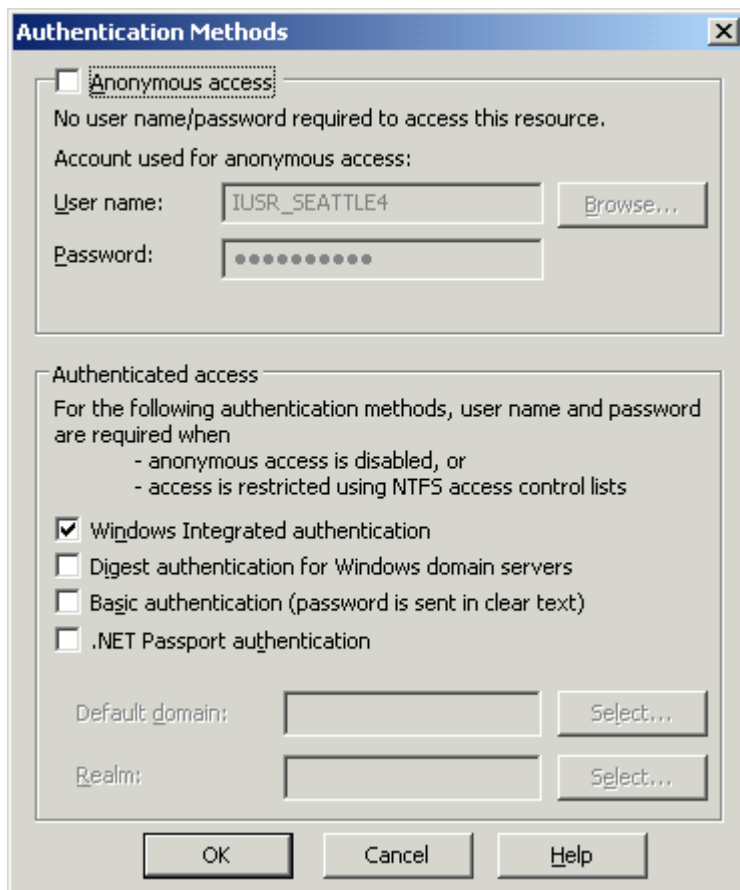 Authentication Methods
Anonymous access
No user name/password required to access this resource.
Account used for anonymous access:
User name: IUSR_SEATTLE4 Browse...
Password: ●●●●●●●●●●
Authenticated access
For the following authentication methods, user name and password
are required when
- anonymous access is disabled, or
- access is restricted using NTFS access control lists
Windows Integrated authentication
Digest authentication for Windows domain servers
Basic authentication (password is sent in clear text)
.NET Passport authentication
Default domain: Select...
Realm: Select...
OK Cancel Help